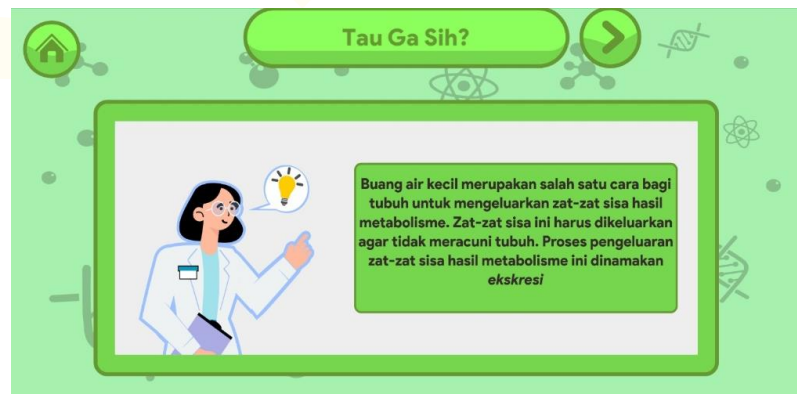 Tau Ga Sih?
Buang air kecil merupakan salah satu cara bagi
tubuh untuk mengeluarkan zat-zat sisa hasil
metabolisme. Zat-zat sisa ini harus dikeluarkan
agar tidak meracuni tubuh. Proses pengeluaran
zat-zat sisa hasil metabolisme ini dinamakan
ekskresi